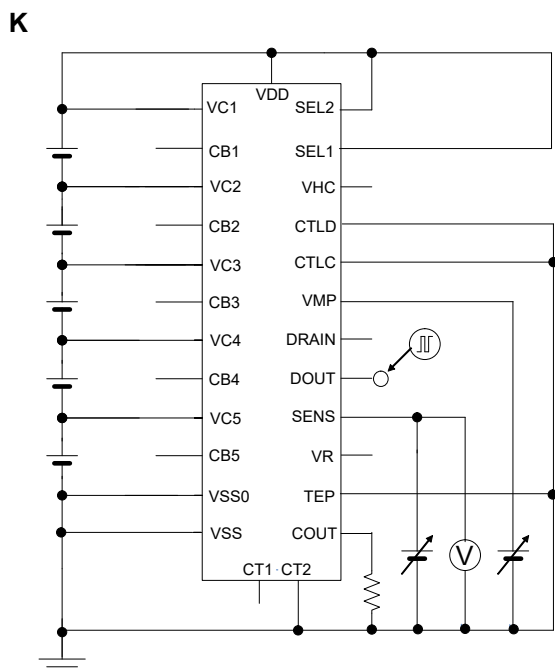 K
VDD
VC1
SEL2
CB1
SEL1
VC2
VHC
CB2
CTLD
VC3
CTLC
CB3
VMP
VC4
DRAIN
CB4
DOUT
VC5
SENS
CB5
VR
VSS0
TEP
VSS
COUT
CT1 CT2
V